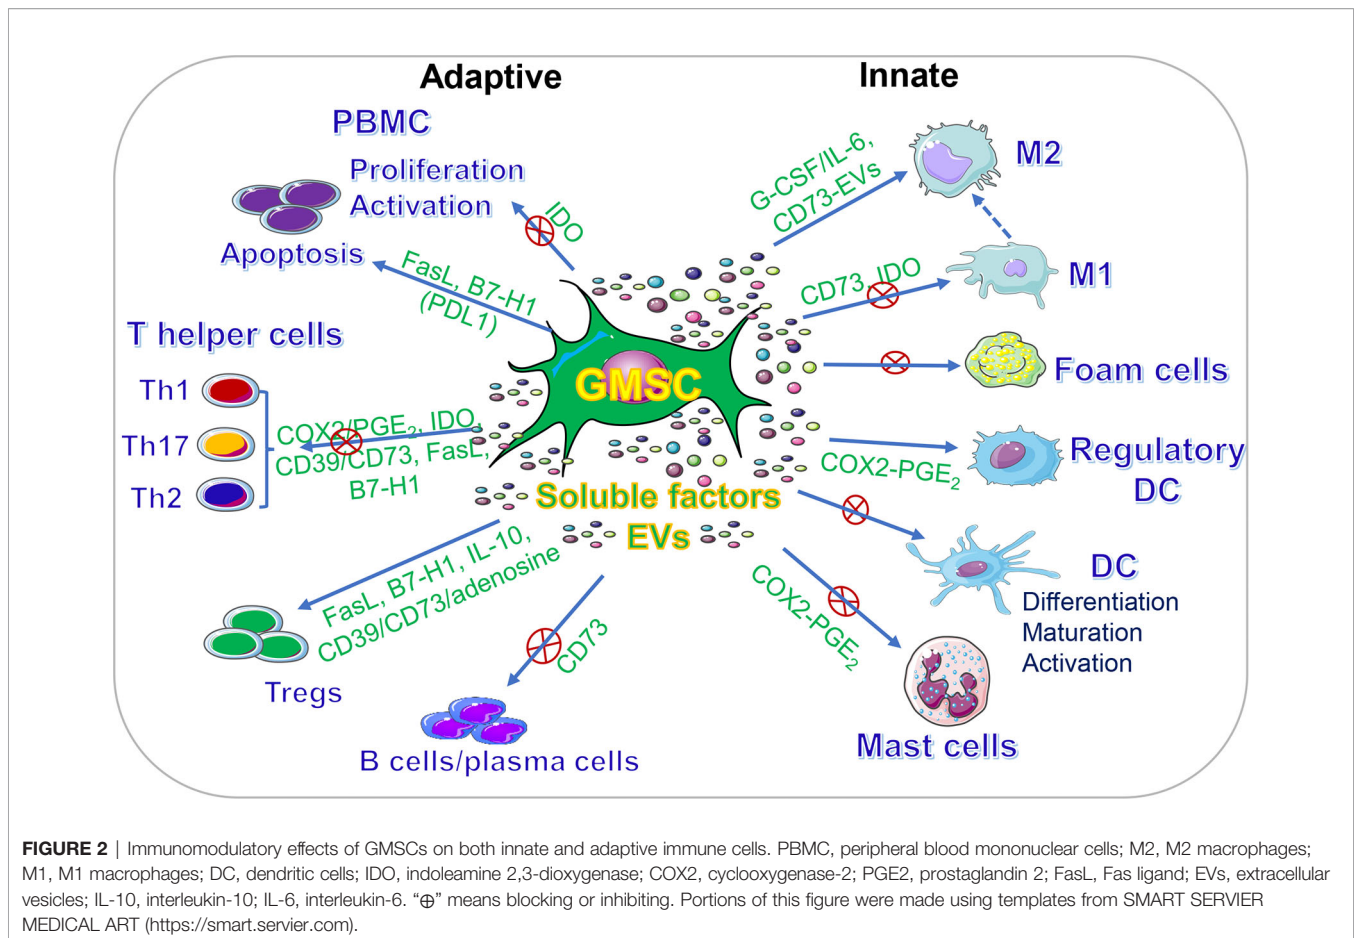 Adaptive
Innate
PBMC
Proliferation
Activation
Apoptosis
IDO
FasL, B7-H1
(PDL1)
T helper cells
Th1
Th17
Th2
COX2/PGE₂, IDO,
CD39/CD73, FasL,
B7-H1
FasL, B7-H1, IL-10,
CD39/CD73/adenosine
Tregs
CD73
B cells/plasma cells
GMSC
Soluble factors
EVs
G-CSF/IL-6,
CD73-EVs
M2
CD73, IDO
M1
Foam cells
COX2-PGE₂
Regulatory
DC
DC
Differentiation
Maturation
Activation
COX2-PGE₂
Mast cells
FIGURE 2 | Immunomodulatory effects of GMSCs on both innate and adaptive immune cells. PBMC, peripheral blood mononuclear cells; M2, M2 macrophages;
M1, M1 macrophages; DC, dendritic cells; IDO, indoleamine 2,3-dioxygenase; COX2, cyclooxygenase-2; PGE2, prostaglandin 2; FasL, Fas ligand; EVs, extracellular
vesicles; IL-10, interleukin-10; IL-6, interleukin-6. “⊕” means blocking or inhibiting. Portions of this figure were made using templates from SMART SERVIER
MEDICAL ART (https://smart.servier.com).